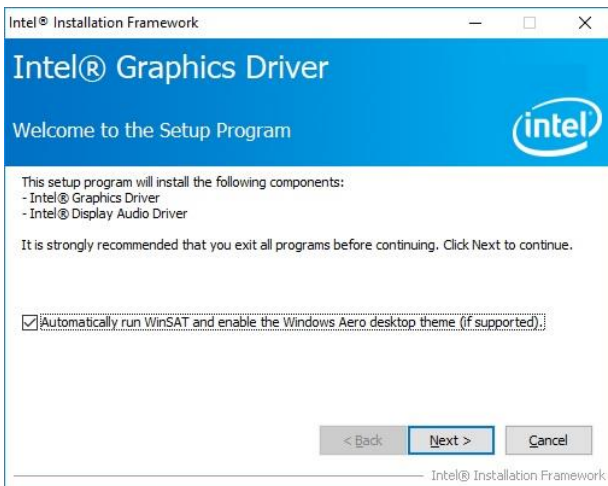 Intel® Installation Framework
Intel® Graphics Driver
Welcome to the Setup Program
intel®
This setup program will install the following components:
- Intel® Graphics Driver
- Intel® Display Audio Driver
It is strongly recommended that you exit all programs before continuing. Click Next to continue.
Automatically run WinSAT and enable the Windows Aero desktop theme (if supported).
< Back Next > Cancel
Intel® Installation Framework